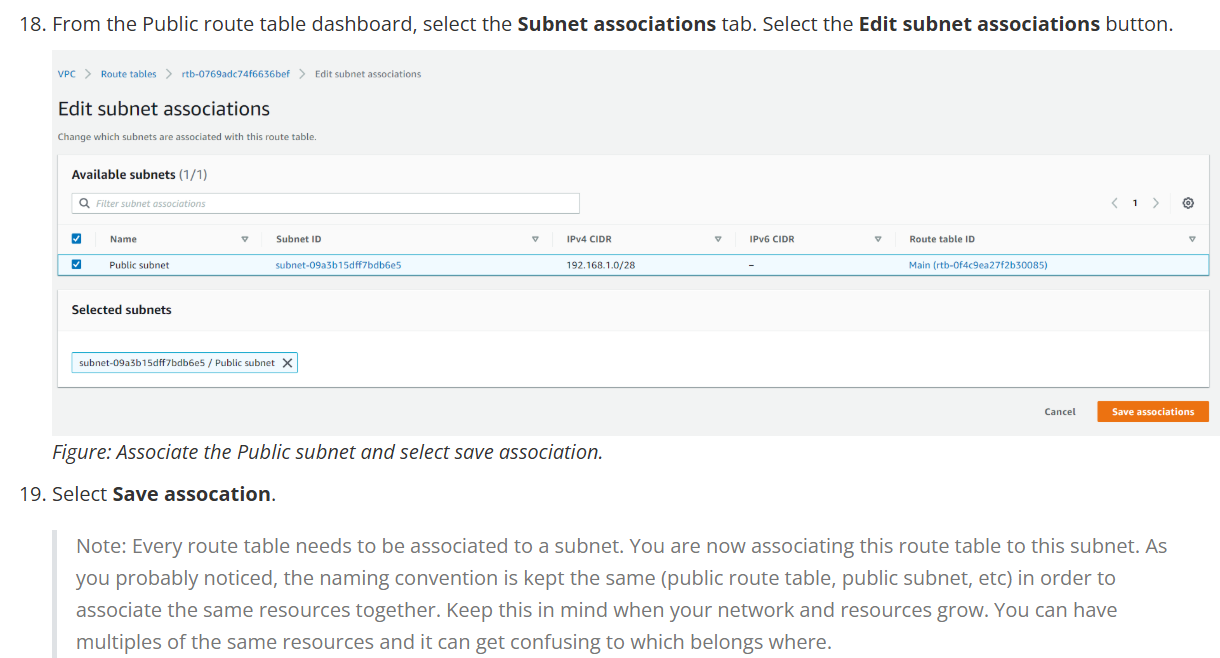 18. From the Public route table dashboard, select the Subnet associations tab. Select the Edit subnet associations button.
VPC > Route tables > rtb-0769adc74f6636bef > Edit subnet associations
Edit subnet associations
Change which subnets are associated with this route table.
Available subnets (1/1)
Filter subnet associations
< 1 >
Name Subnet ID IPv4 CIDR IPv6 CIDR Route table ID
Public subnet subnet-09a3b15dff7bdb6e5 192.168.1.0/28 – Main (rtb-0f4c9ea27f2b30085)
Selected subnets
subnet-09a3b15dff7bdb6e5 / Public subnet X
Cancel Save associations
Figure: Associate the Public subnet and select save association.
19. Select Save assocation.
Note: Every route table needs to be associated to a subnet. You are now associating this route table to this subnet. As
you probably noticed, the naming convention is kept the same (public route table, public subnet, etc) in order to
associate the same resources together. Keep this in mind when your network and resources grow. You can have
multiples of the same resources and it can get confusing to which belongs where.